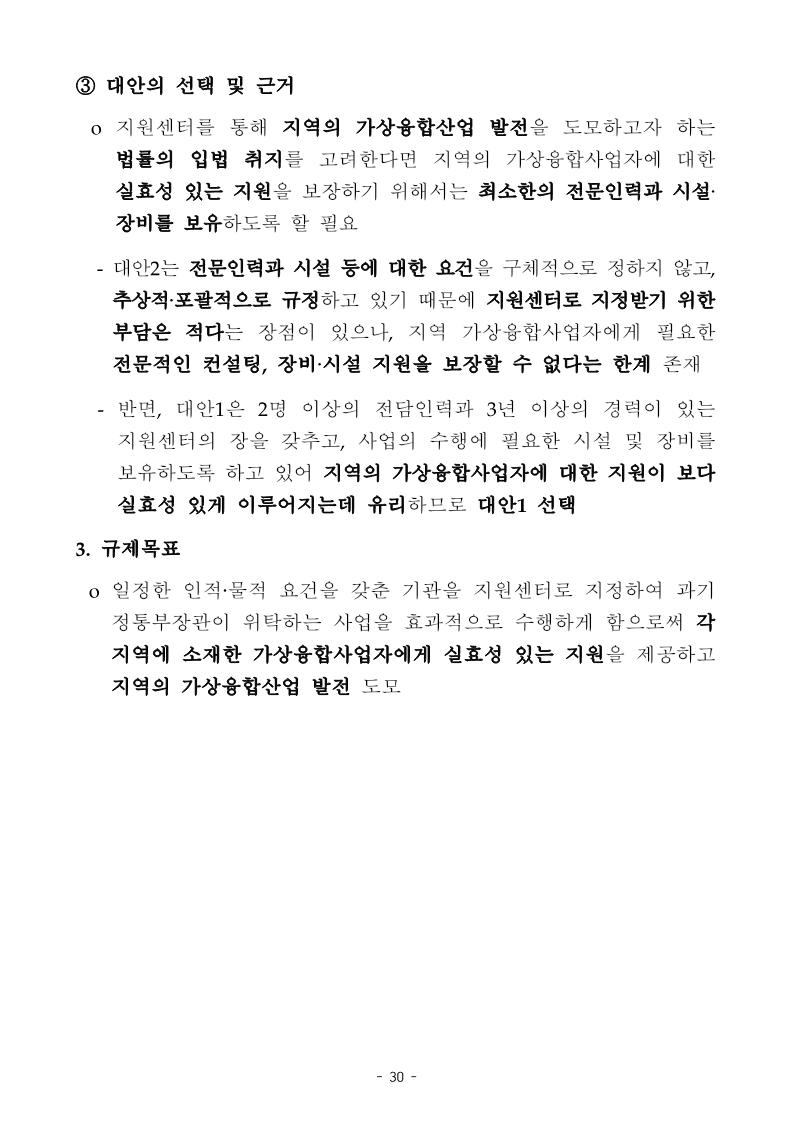 ③ 대안의 선택 및 근거
o 지원센터를 통해 지역의 가상융합산업 발전을 도모하고자 하는
법률의 입법 취지를 고려한다면 지역의 가상융합사업자에 대한
실효성 있는 지원을 보장하기 위해서는 최소한의 전문인력과 시설·
장비를 보유하도록 할 필요
- 대안2는 전문인력과 시설 등에 대한 요건을 구체적으로 정하지 않고,
추상적·포괄적으로 규정하고 있기 때문에 지원센터로 지정받기 위한
부담은 적다는 장점이 있으나, 지역 가상융합사업자에게 필요한
전문적인 컨설팅, 장비·시설 지원을 보장할 수 없다는 한계 존재
- 반면, 대안1은 2명 이상의 전담인력과 3년 이상의 경력이 있는
지원센터의 장을 갖추고, 사업의 수행에 필요한 시설 및 장비를
보유하도록 하고 있어 지역의 가상융합사업자에 대한 지원이 보다
실효성 있게 이루어지는데 유리하므로 대안1 선택
3. 규제목표
o 일정한 인적·물적 요건을 갖춘 기관을 지원센터로 지정하여 과기
정통부장관이 위탁하는 사업을 효과적으로 수행하게 함으로써 각
지역에 소재한 가상융합사업자에게 실효성 있는 지원을 제공하고
지역의 가상융합산업 발전 도모
- 30 -